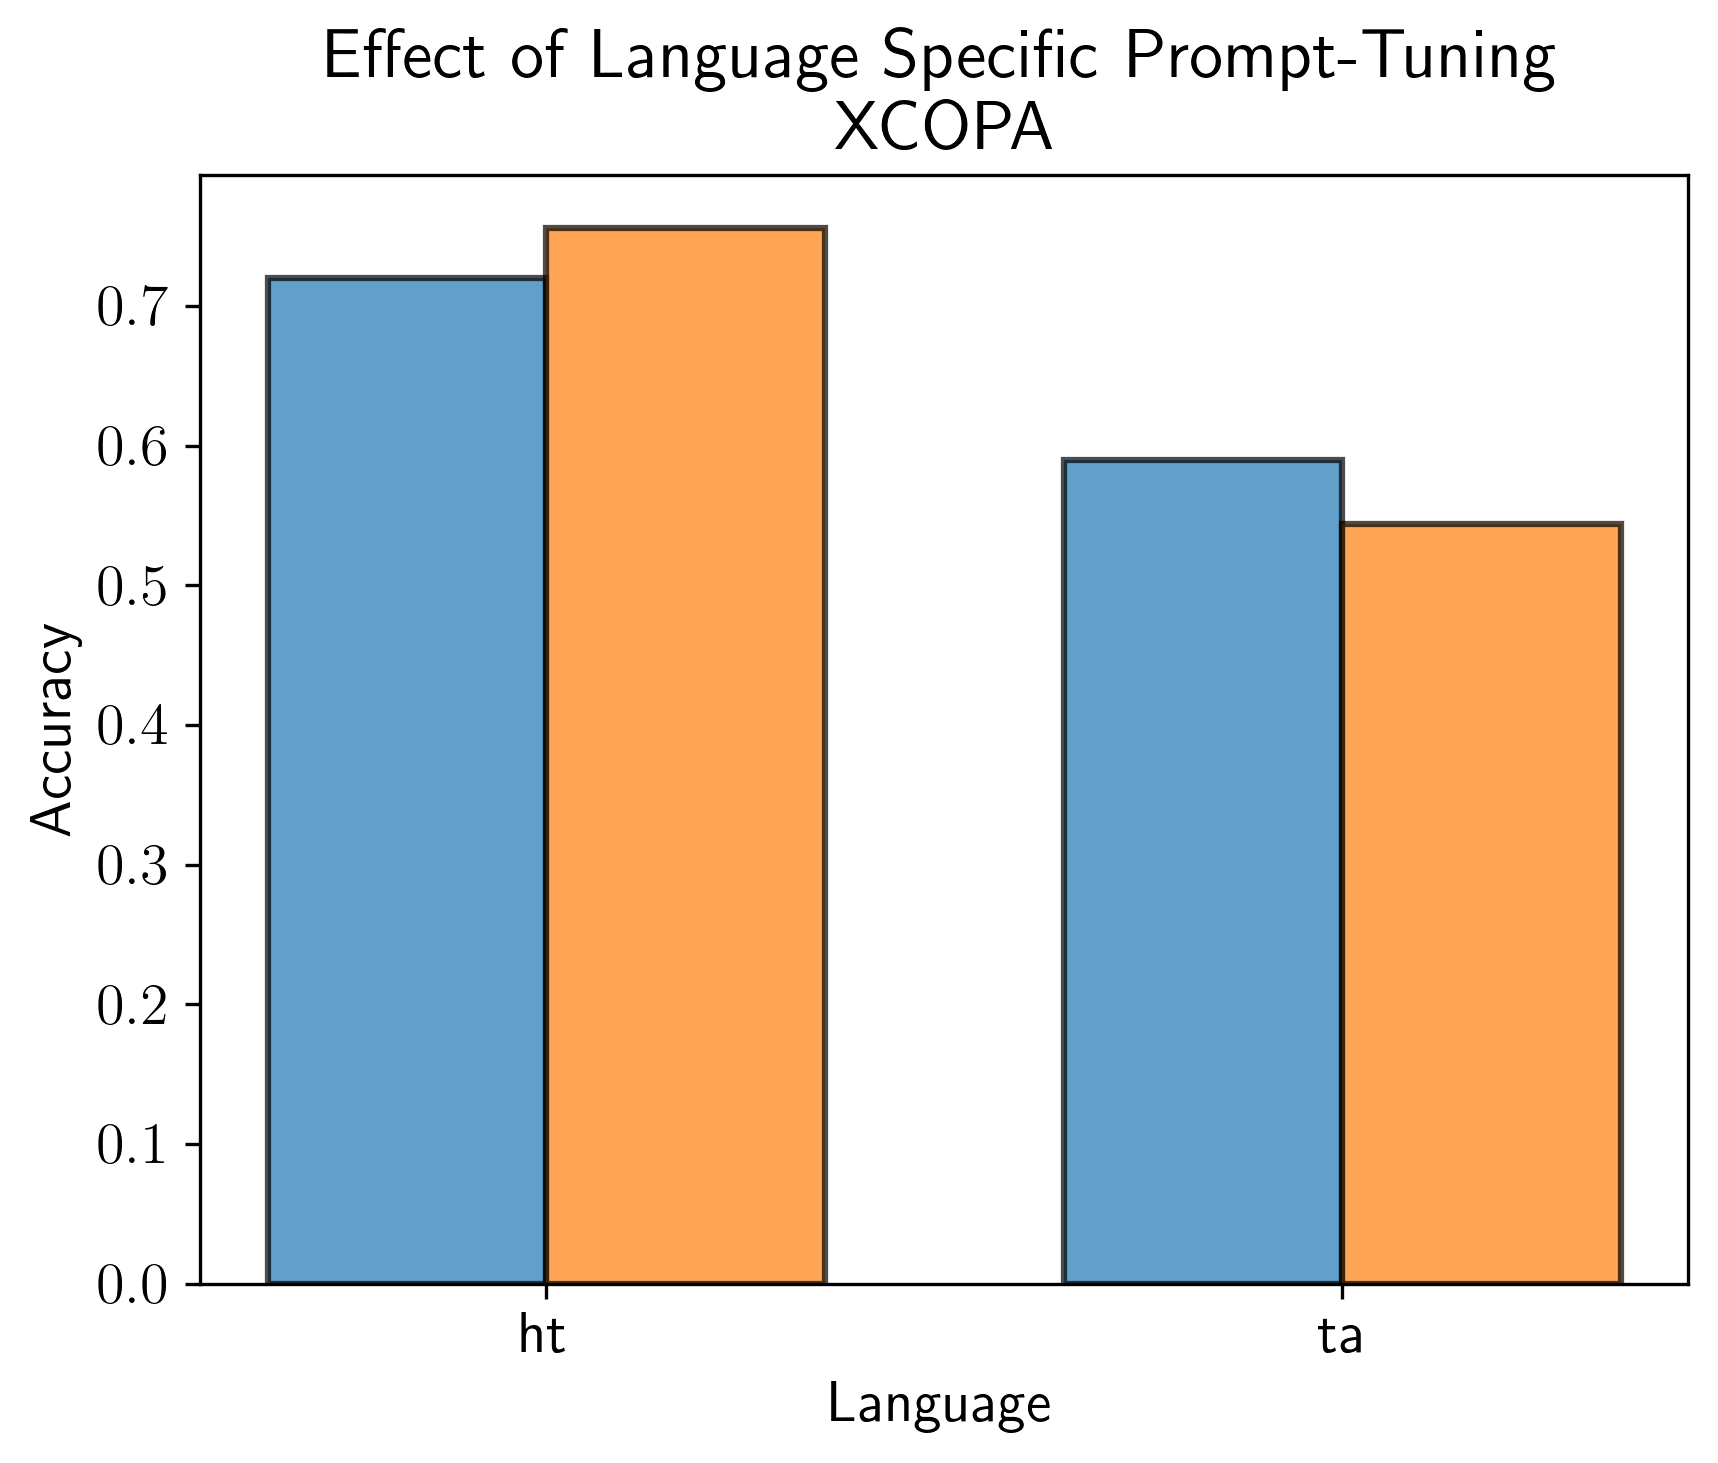 Effect of Language Specific Prompt-Tuning
XCOPA
Accuracy
0.7
0.6
0.5
0.4
0.3
0.2
0.1
0.0
ht
ta
Language